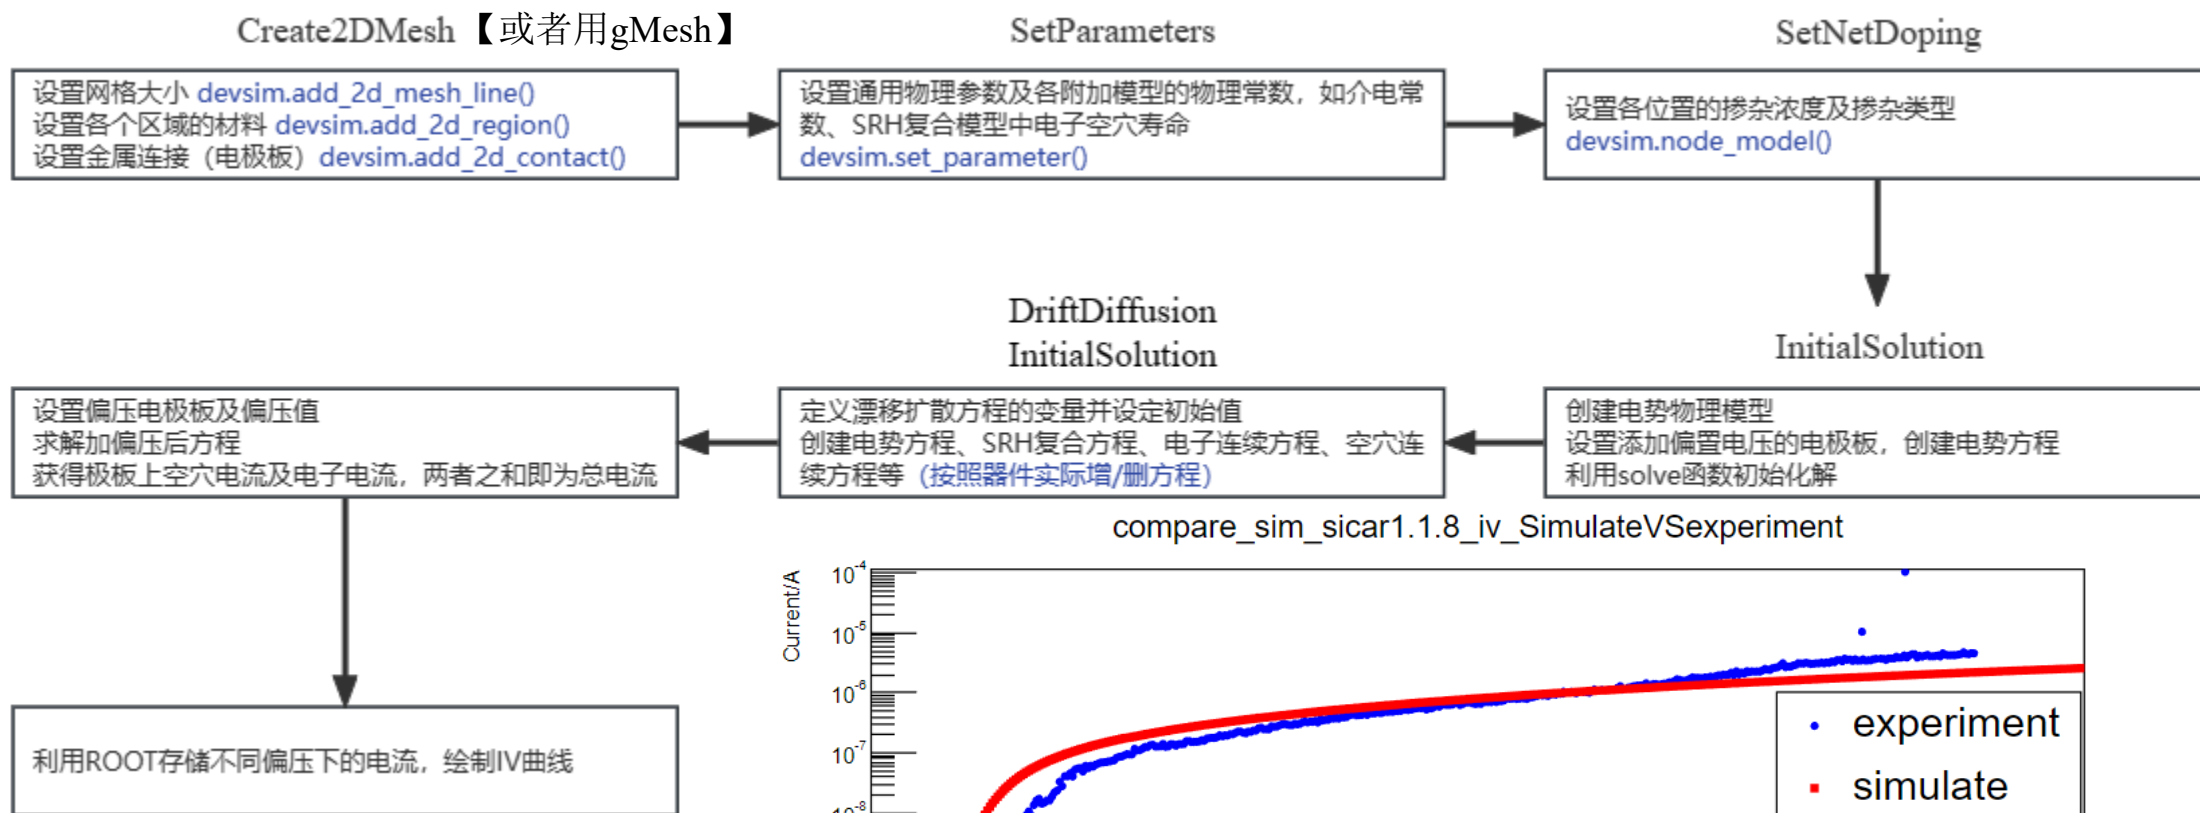 Create2DMesh【或者用gMesh】
设置网格大小 devsim.add_2d_mesh_line()
设置各个区域的材料 devsim.add_2d_region()
设置金属连接（电极板）devsim.add_2d_contact()
SetParameters
设置通用物理参数及各附加模型的物理常数，如介电常
数、SRH复合模型中电子空穴寿命
devsim.set_parameter()
SetNetDoping
设置各位置的掺杂浓度及掺杂类型
devsim.node_model()
InitialSolution
创建电势物理模型
设置添加偏置电压的电极板，创建电势方程
利用solve函数初始化解
DriftDiffusion
InitialSolution
定义漂移扩散方程的变量并设定初始值
创建电势方程、SRH复合方程、电子连续方程、空穴连
续方程等（按照器件实际增/删方程）
设置偏压电极板及偏压值
求解加偏压后方程
获得极板上空穴电流及电子电流，两者之和即为总电流
利用ROOT存储不同偏压下的电流，绘制IV曲线
compare_sim_sicar1.1.8_iv_SimulateVSexperiment
Current/A
10⁻⁴
10⁻⁵
10⁻⁶
10⁻⁷
10⁻⁸
experiment
simulate